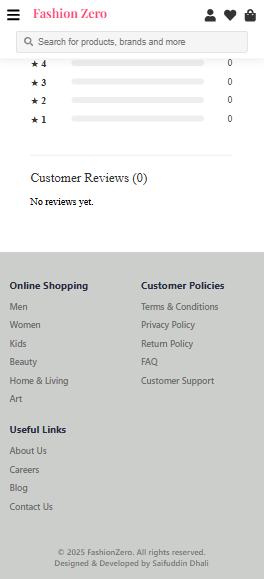 Fashion Zero
Search for products, brands and more
★ 4 0
★ 3 0
★ 2 0
★ 1 0
Customer Reviews (0)
No reviews yet.
Online Shopping
Men
Women
Kids
Beauty
Home & Living
Art
Customer Policies
Terms & Conditions
Privacy Policy
Return Policy
FAQ
Customer Support
Useful Links
About Us
Careers
Blog
Contact Us
© 2025 FashionZero. All rights reserved.
Designed & Developed by Saifuddin Dhali